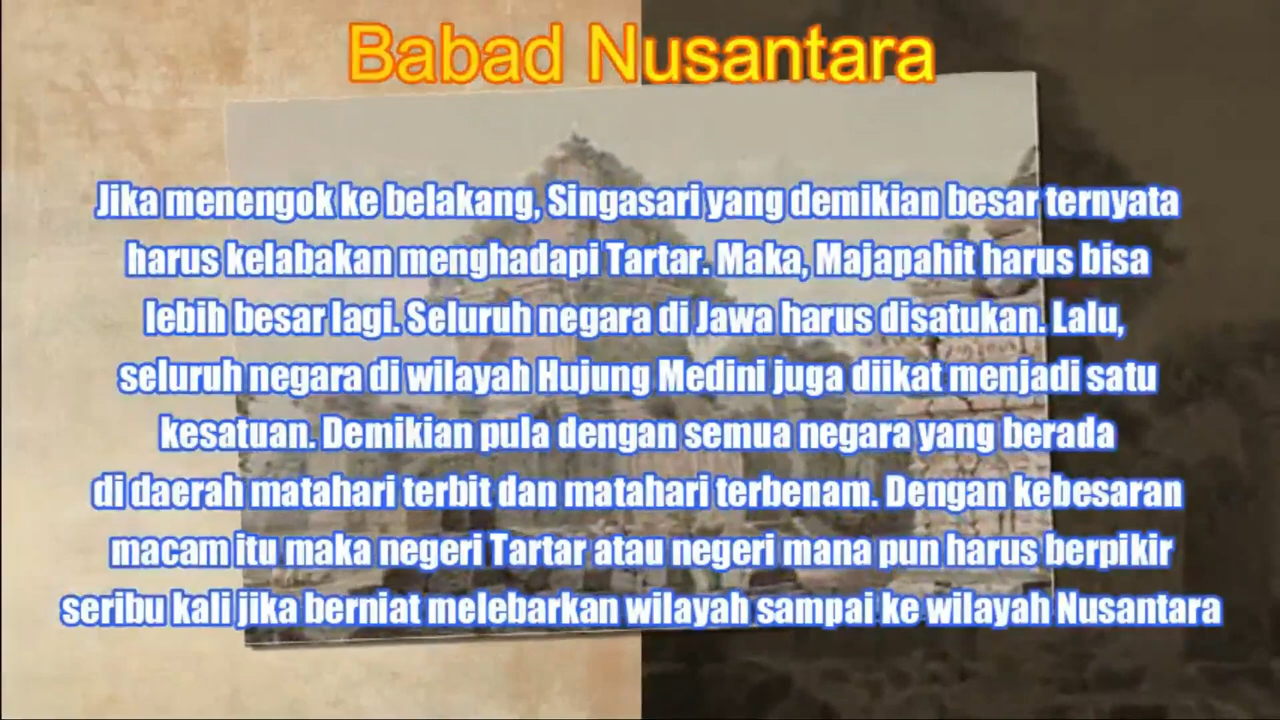 Babad Nusantara
Jika menengok ke belakang, Singasari yang demikian besar ternyata
harus kelabakan menghadapi Tartar. Maka, Majapahit harus bisa
lebih besar lagi. Seluruh negara di Jawa harus disatukan. Lalu,
seluruh negara di wilayah Hujung Medini juga diikat menjadi satu
kesatuan. Demikian pula dengan semua negara yang berada
di daerah matahari terbit dan matahari terbenam. Dengan kebesaran
macam itu maka negeri Tartar atau negeri mana pun harus berpikir
seribu kali jika berniat melebarkan wilayah sampai ke wilayah Nusantara